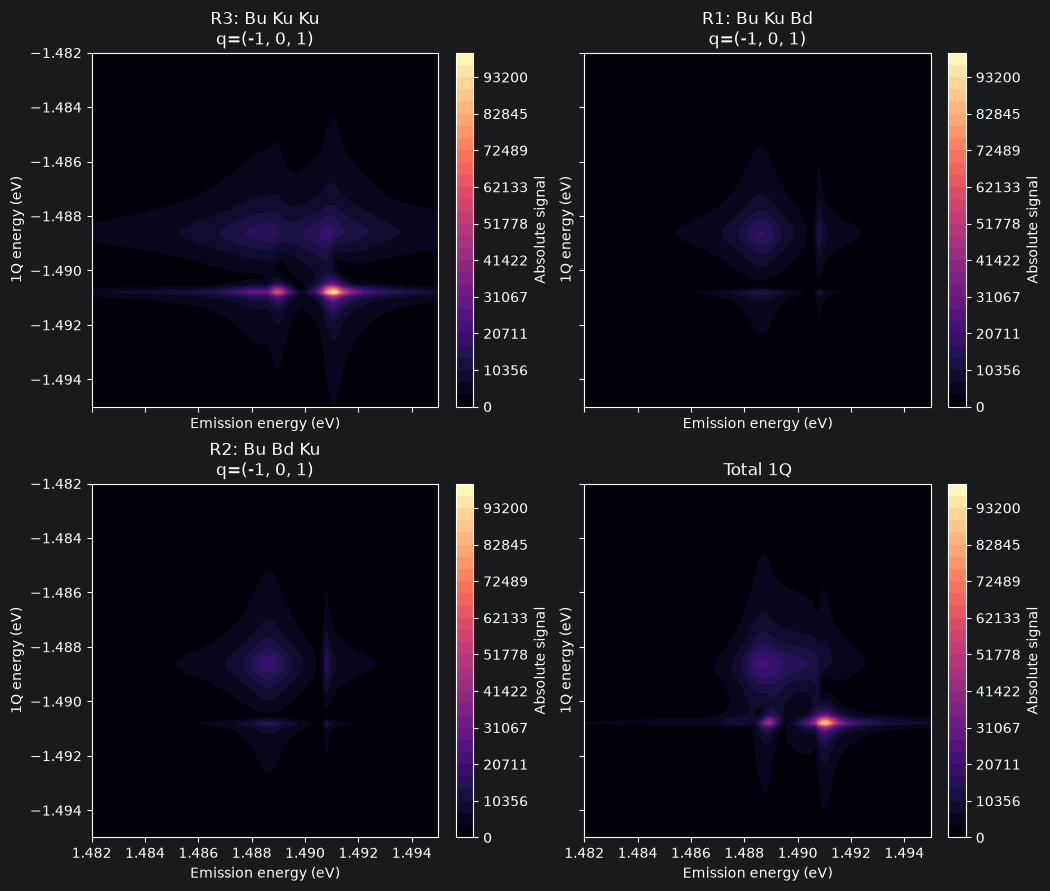 R3: Bu Ku Ku
q=(-1, 0, 1)
−1.482
−1.484
−1.486
−1.488
−1.490
−1.492
−1.494
1Q energy (eV)
Emission energy (eV)
93200
82845
72489
62133
51778
41422
31067
20711
10356
0
Absolute signal
R1: Bu Ku Bd
q=(-1, 0, 1)
1Q energy (eV)
Emission energy (eV)
93200
82845
72489
62133
51778
41422
31067
20711
10356
0
Absolute signal
R2: Bu Bd Ku
q=(-1, 0, 1)
−1.482
−1.484
−1.486
−1.488
−1.490
−1.492
−1.494
1Q energy (eV)
1.482 1.484 1.486 1.488 1.490 1.492 1.494
Emission energy (eV)
93200
82845
72489
62133
51778
41422
31067
20711
10356
0
Absolute signal
Total 1Q
1Q energy (eV)
1.482 1.484 1.486 1.488 1.490 1.492 1.494
Emission energy (eV)
93200
82845
72489
62133
51778
41422
31067
20711
10356
0
Absolute signal